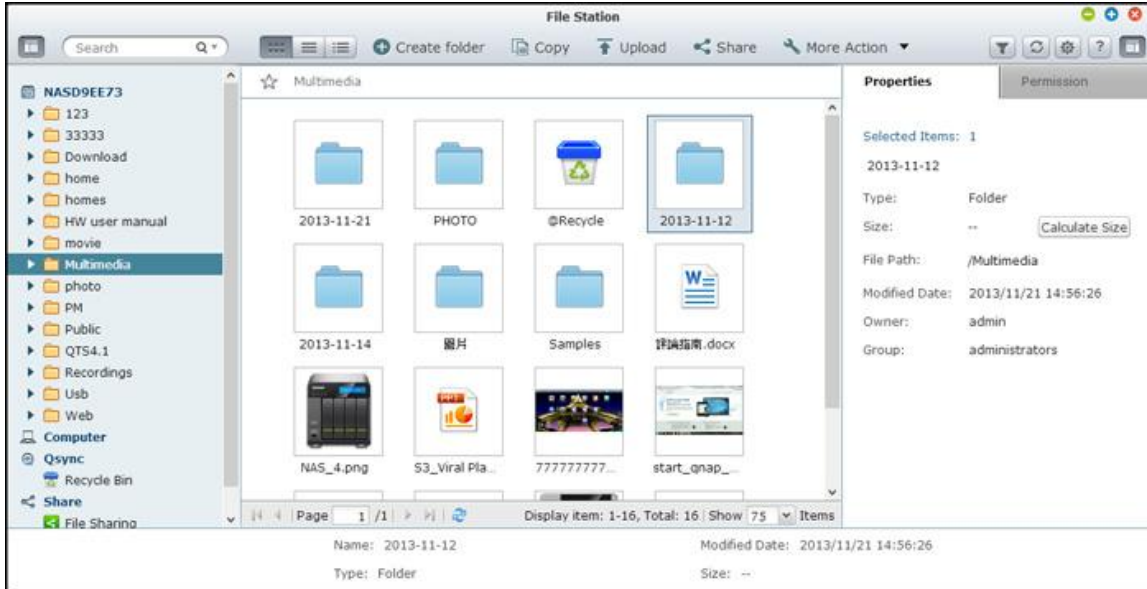 File Station
Search
Create folder
Copy
Upload
Share
More Action
?
NASD9EE73
123
33333
Download
home
homes
HW user manual
movie
Multimedia
photo
PM
Public
QTS4.1
Recordings
Usb
Web
Computer
Qsync
Recycle Bin
Share
File Sharing
Multimedia
2013-11-21 PHOTO @Recycle 2013-11-12
W
2013-11-14 圖片 Samples 評論指南.docx
PPT
NAS_4.png S3_Viral Pla... 777777777... start_qnap_...
Page 1 /1 Display item: 1-16, Total: 16 Show 75 Items
Properties Permission
Selected Items: 1
2013-11-12
Type: Folder
Size: -- Calculate Size
File Path: /Multimedia
Modified Date: 2013/11/21 14:56:26
Owner: admin
Group: administrators
Name: 2013-11-12 Modified Date: 2013/11/21 14:56:26
Type: Folder Size: --